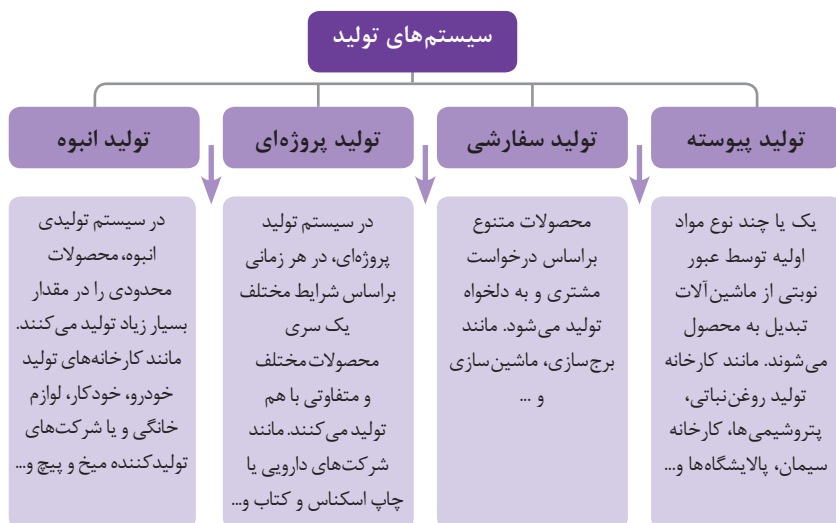 سیستم‌های تولید
تولید پیوسته
یک یا چند نوع مواد
اولیه توسط عبور
نوبتی از ماشین‌آلات
تبدیل به محصول
می‌شوند. مانند کارخانه
تولید روغن‌نباتی،
پتروشیمی‌ها، کارخانه
سیمان، پالایشگاه‌ها و...
تولید سفارشی
محصولات متنوع
براساس درخواست
مشتری و به دلخواه
تولید می‌شود. مانند
برج‌سازی، ماشین‌سازی
و ...
تولید پروژه‌ای
در سیستم تولید
پروژه‌ای، در هر زمانی
براساس شرایط مختلف
یک سری
محصولات مختلف
و متفاوتی با هم
تولید می‌کنند. مانند
شرکت‌های دارویی یا
چاپ اسکناس و کتاب و...
تولید انبوه
در سیستم تولیدی
انبوه، محصولات
محدودی را در مقدار
بسیار زیاد تولید می‌کنند.
مانند کارخانه‌های تولید
خودرو، خودکار، لوازم
خانگی و یا شرکت‌های
تولیدکننده میخ و پیچ و...